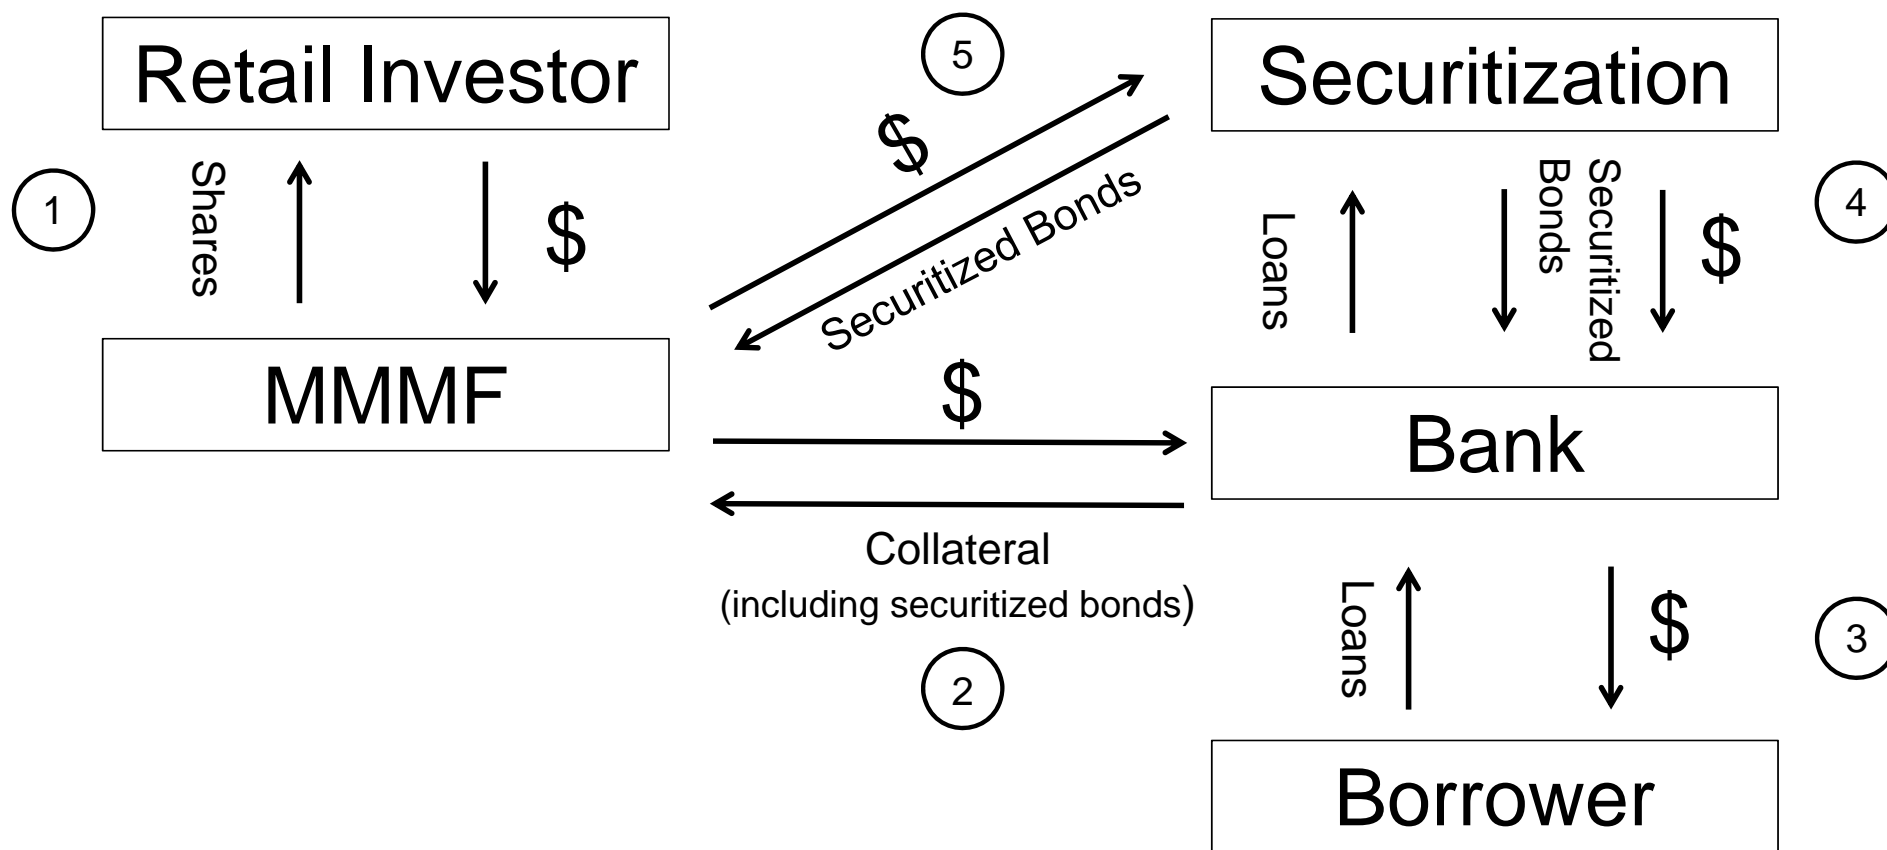 Retail Investor
5
Securitization
1
Shares
$
$
Securitized Bonds
Loans
Securitized
Bonds
$
4
MMMF
$
Bank
Collateral
(including securitized bonds)
2
Loans
$
3
Borrower